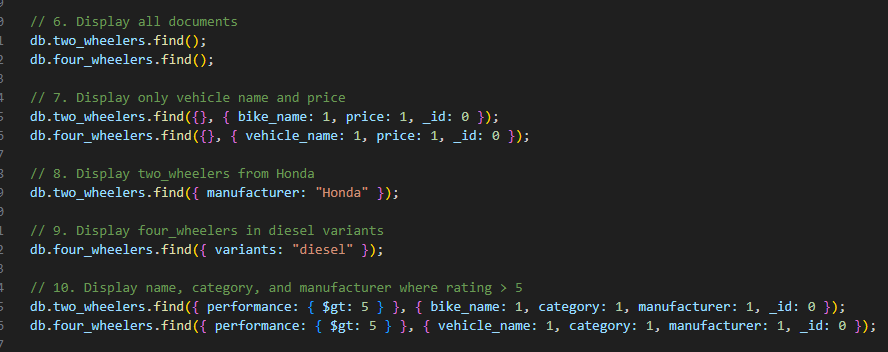 // 6. Display all documents
db.two_wheelers.find();
db.four_wheelers.find();
// 7. Display only vehicle name and price
db.two_wheelers.find({}, { bike_name: 1, price: 1, _id: 0 });
db.four_wheelers.find({}, { vehicle_name: 1, price: 1, _id: 0 });
// 8. Display two_wheelers from Honda
db.two_wheelers.find({ manufacturer: "Honda" });
// 9. Display four_wheelers in diesel variants
db.four_wheelers.find({ variants: "diesel" });
// 10. Display name, category, and manufacturer where rating > 5
db.two_wheelers.find({ performance: { $gt: 5 } }, { bike_name: 1, category: 1, manufacturer: 1, _id: 0 });
db.four_wheelers.find({ performance: { $gt: 5 } }, { vehicle_name: 1, category: 1, manufacturer: 1, _id: 0 });